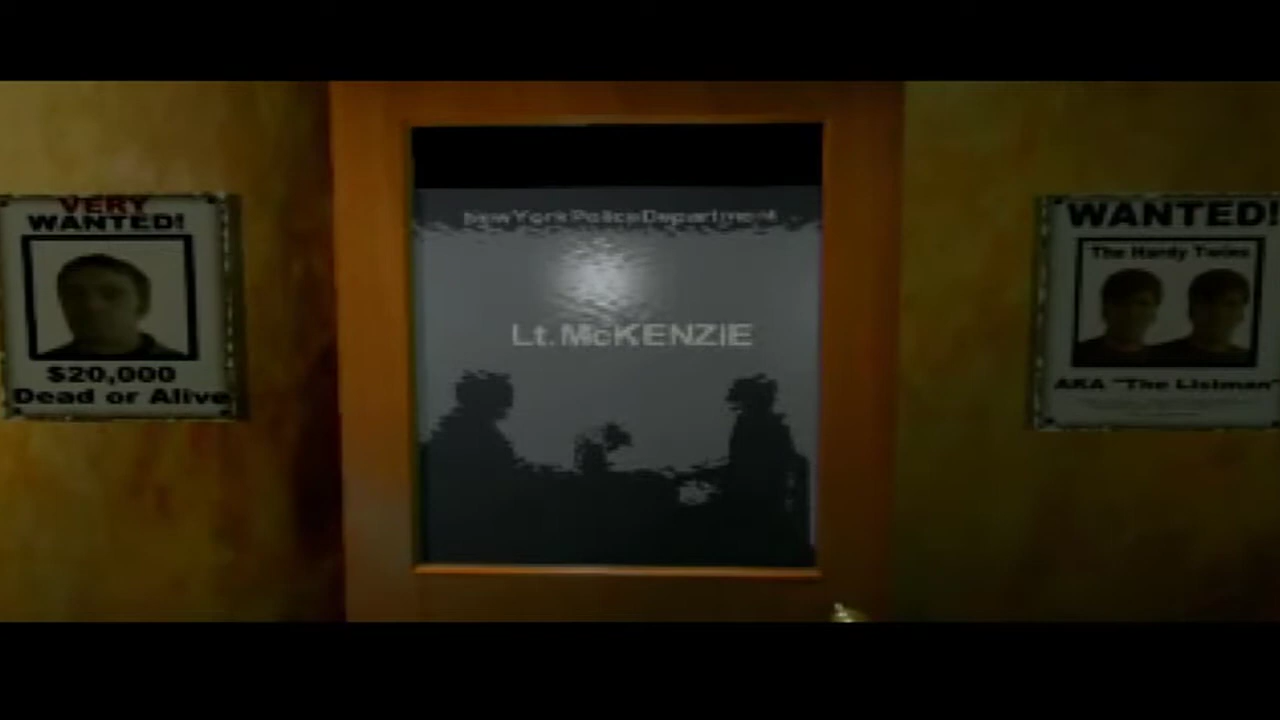 VERY
WANTED!
$20,000
Dead or Alive
New York Police Department
Lt. McKENZIE
WANTED!
The Hardy Twins
AKA "The Listman"